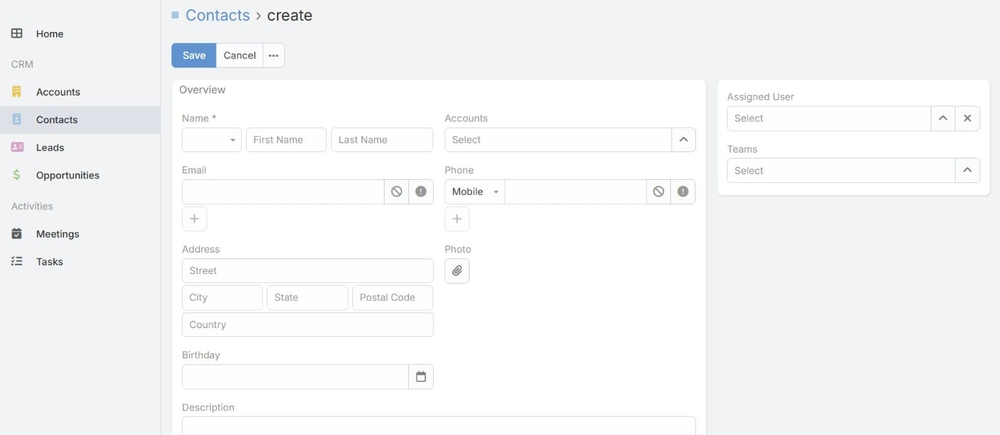 Contacts › create
Home
CRM
Accounts
Contacts
Leads
Opportunities
Activities
Meetings
Tasks
Save Cancel
Overview
Name * Accounts
First Name Last Name Select
Email Phone
Mobile
Address Photo
Street
City State Postal Code
Country
Birthday
Description
Assigned User
Select
Teams
Select